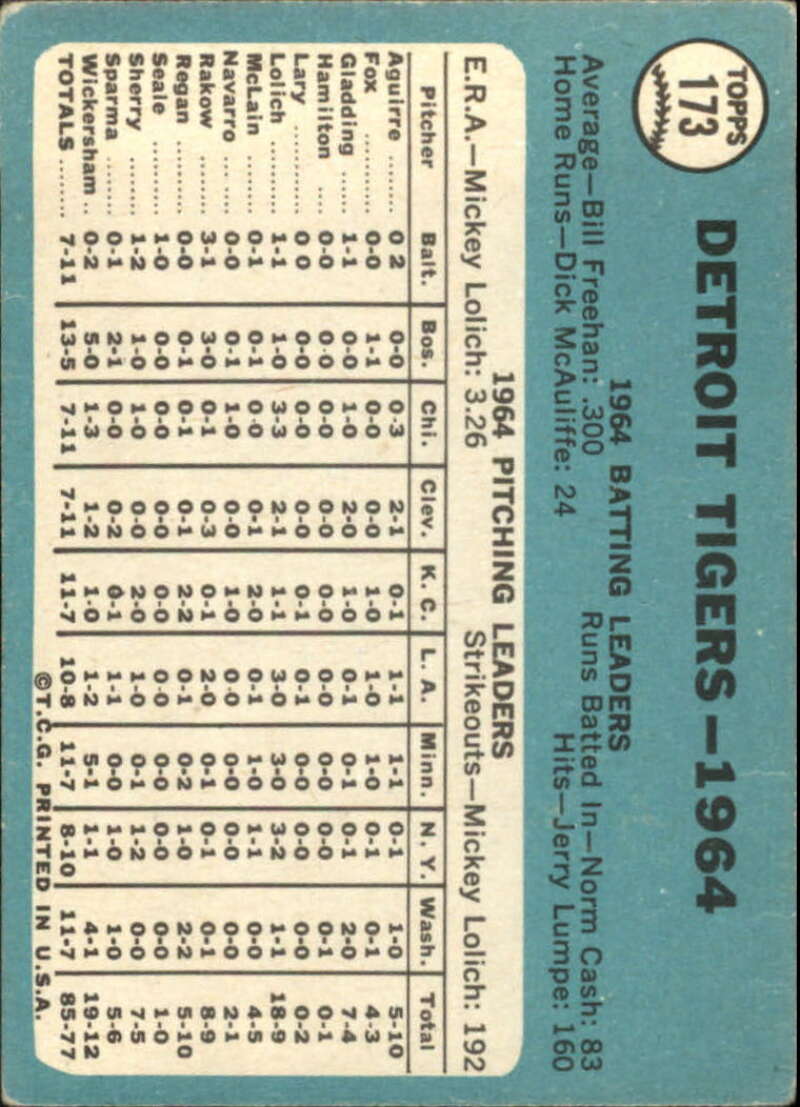 TOPPS
173
DETROIT TIGERS—1964
1964 BATTING LEADERS
Average—Bill Freehan: .300 Runs Batted In—Norm Cash: 83
Home Runs—Dick McAuliffe: 24 Hits—Jerry Lumpe: 160
1964 PITCHING LEADERS
E.R.A.—Mickey Lolich: 3.26 Strikeouts—Mickey Lolich: 192
Pitcher Balt. Bos. Chi. Clev. K. C. L. A. Minn. N. Y. Wash. Total
Aguirre ........ 0 2 0-0 0-3 2-1 0-1 1-1 1-1 0-1 1-0 5-10
Fox ............ 0-0 1-1 0-0 0-0 1-0 1-0 1-0 0-1 0-1 4-3
Gladding ...... 1-1 0-0 1-0 2-0 1-0 0-1 0-1 0-1 2-0 7-4
Hamilton .... 0-0 0-0 0-0 0-0 0-0 0-0 0-0 0-0 0-1 0-1
Lary ............ 0 0 0-0 0-0 0-0 0-0 0-1 0-1 0-0 0-0 0-2
Lolich .......... 1-1 1-0 3-3 2-1 1-1 3-0 3-0 3-2 1-1 18-9
McLain ........ 0-1 0-1 0-0 0-1 2-0 0-1 1-0 1-1 0-0 4-5
Navarro ... ... 0-0 0-1 1-0 0-0 1-0 0-0 0-0 0-0 0-0 2-1
Rakow ........ 3-1 3-0 0-1 0-3 0-1 2-0 0-1 0-1 0-1 8-9
Regan .......... 0-0 0-1 0-1 0-1 2-2 0-1 0-2 1-0 2-2 5-10
Seale ............ 1-0 0-0 0-0 0-0 0-0 0-0 0-0 0-0 0-0 1-0
Sherry .......... 1-2 1-0 1-0 0-0 2-0 1-0 0-1 1-2 0-0 7-5
Sparma ........ 0-1 2-1 0-0 0-2 0-1 1-1 0-0 1-0 1-0 5-6
Wickersham .. 0-2 5-0 1-3 1-2 1-0 1-2 5-1 1-1 4-1 19-12
TOTALS ........ 7-11 13-5 7-11 7-11 11-7 10-8 11-7 8-10 11-7 85-77
©T.C.G. PRINTED IN U.S.A.